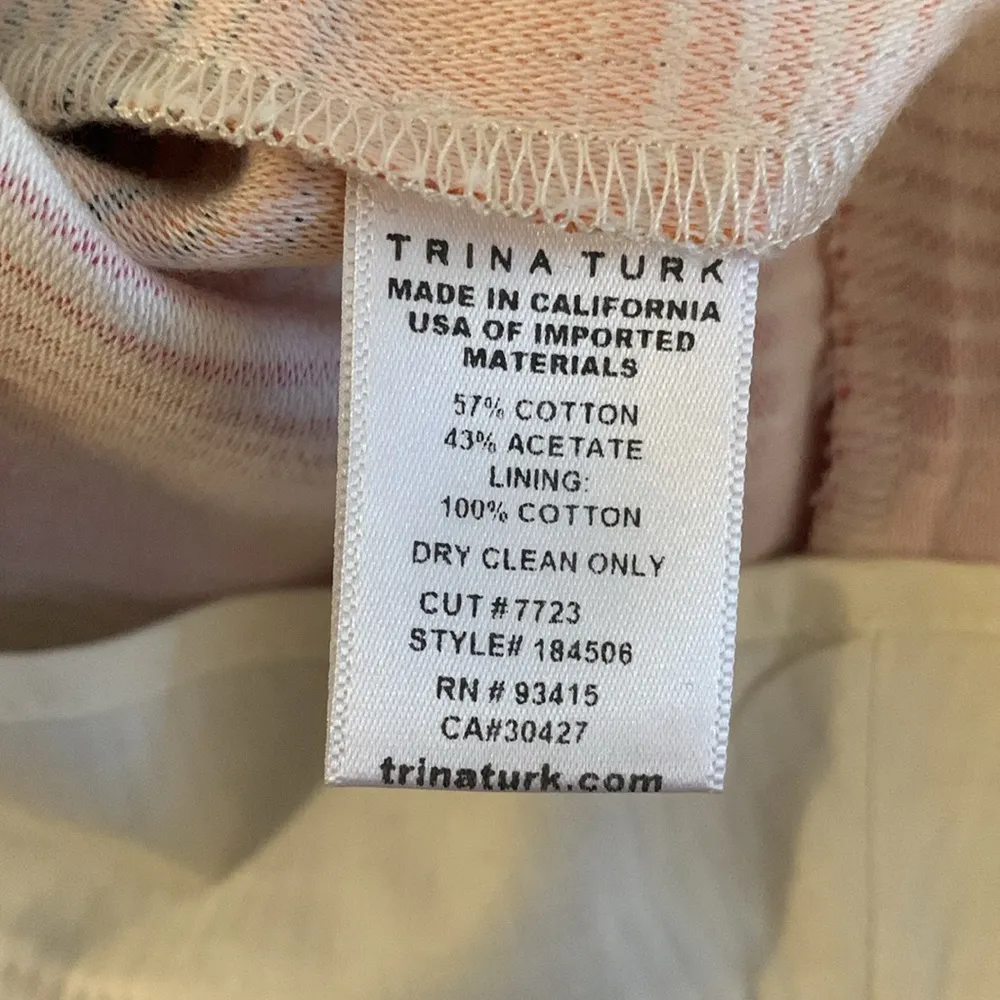 TRINA TURK
MADE IN CALIFORNIA
USA OF IMPORTED
MATERIALS
57% COTTON
43% ACETATE
LINING:
100% COTTON
DRY CLEAN ONLY
CUT #7723
STYLE# 184506
RN # 93415
CA#30427
trinaturk.com